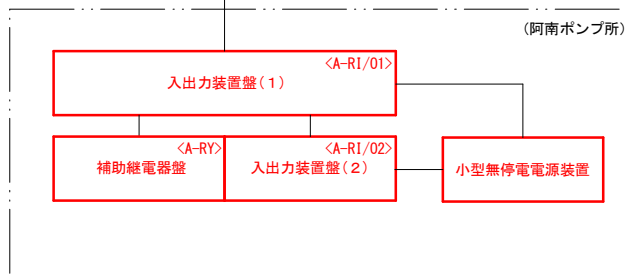 (阿南ポンプ所)
<A-RI/01>
入出力装置盤(1)
<A-RY>
補助継電器盤
<A-RI/02>
入出力装置盤(2)
小型無停電電源装置